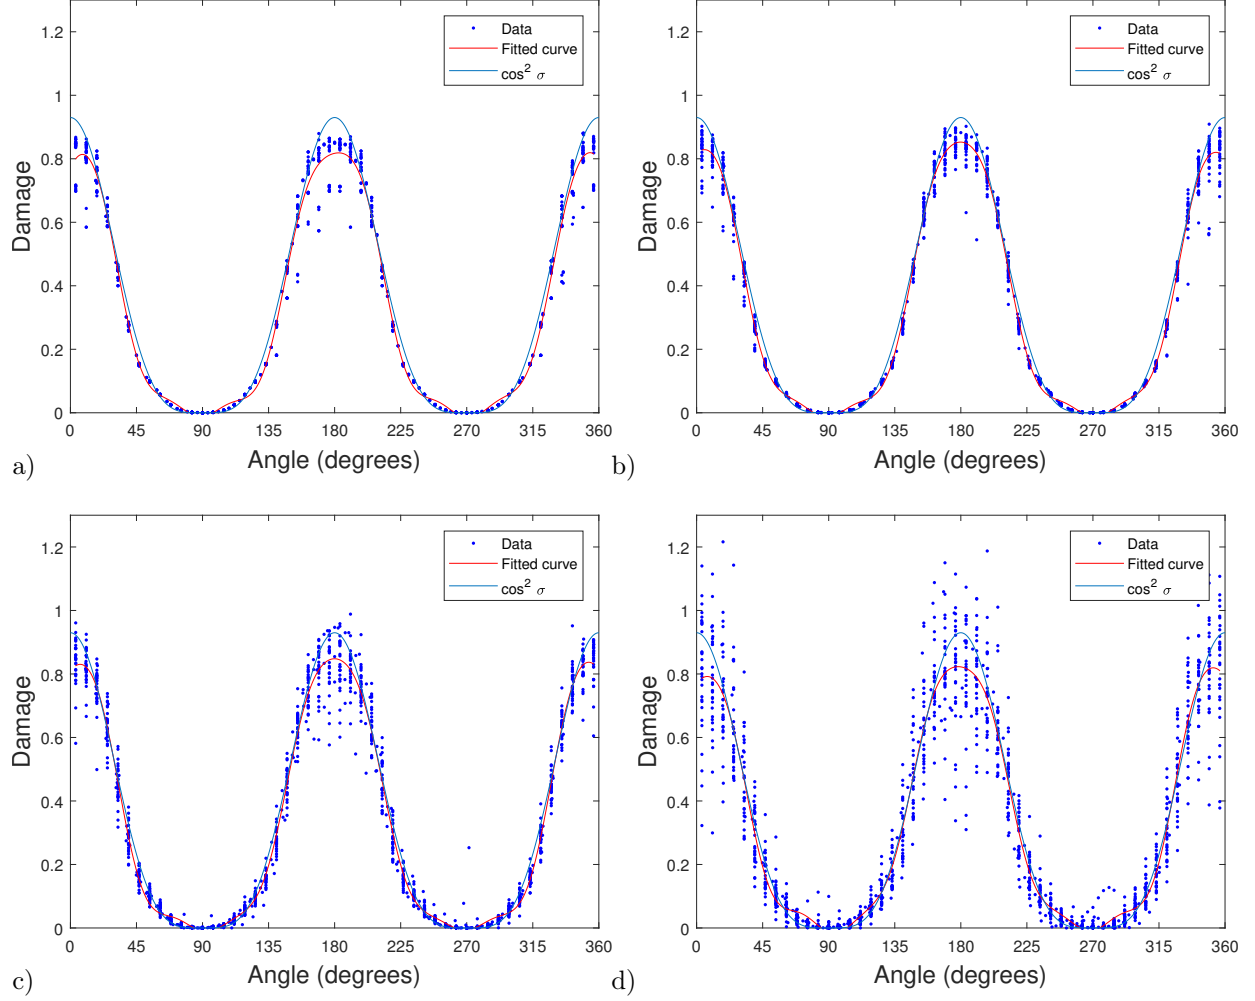 1.2
1
0.8
0.6
0.4
0.2
0
Damage
0 45 90 135 180 225 270 315 360
Angle (degrees)
Data
Fitted curve
cos² σ
a)
1.2
1
0.8
0.6
0.4
0.2
0
Damage
0 45 90 135 180 225 270 315 360
Angle (degrees)
Data
Fitted curve
cos² σ
b)
1.2
1
0.8
0.6
0.4
0.2
0
Damage
0 45 90 135 180 225 270 315 360
Angle (degrees)
Data
Fitted curve
cos² σ
c)
1.2
1
0.8
0.6
0.4
0.2
0
Damage
0 45 90 135 180 225 270 315 360
Angle (degrees)
Data
Fitted curve
cos² σ
d)